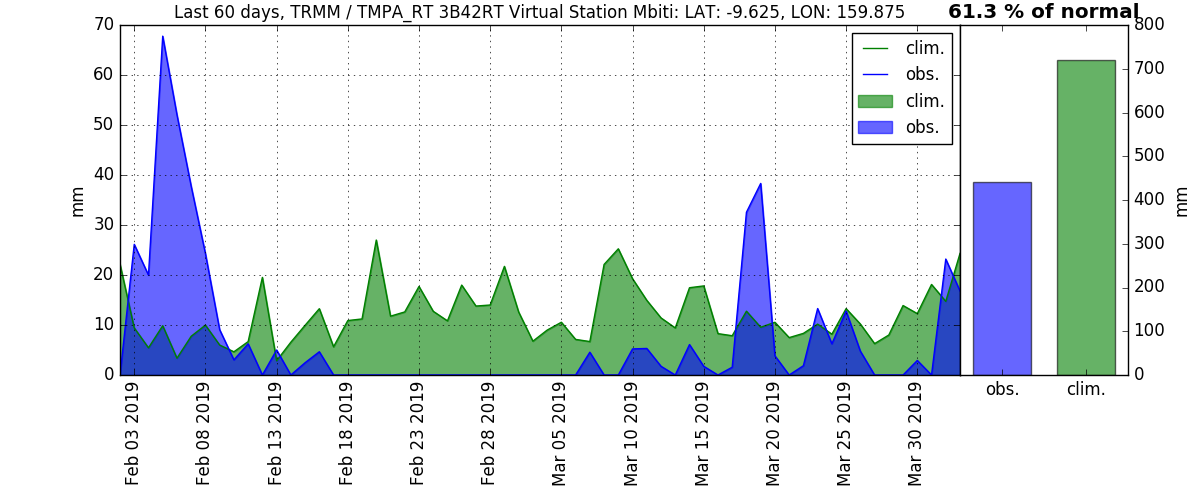 Last 60 days, TRMM / TMPA_RT 3B42RT Virtual Station Mbiti: LAT: -9.625, LON: 159.875
61.3 % of normal
70
60
50
40
30
20
10
0
mm
clim.
obs.
clim.
obs.
Feb 03 2019
Feb 08 2019
Feb 13 2019
Feb 18 2019
Feb 23 2019
Feb 28 2019
Mar 05 2019
Mar 10 2019
Mar 15 2019
Mar 20 2019
Mar 25 2019
Mar 30 2019
800
700
600
500
400
300
200
100
0
mm
obs.
clim.